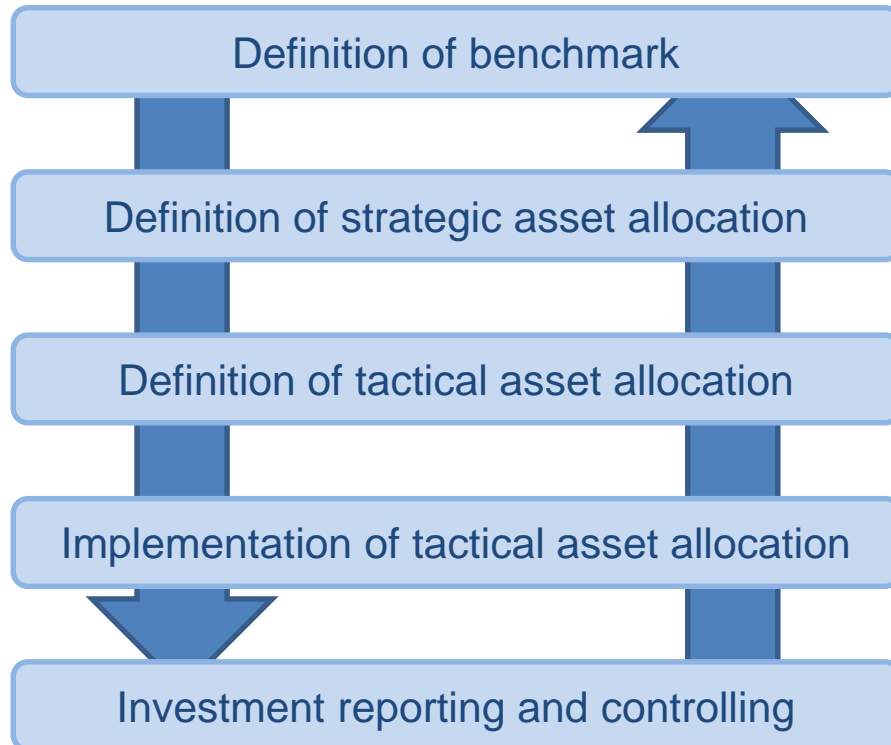 Definition of benchmark
Definition of strategic asset allocation
Definition of tactical asset allocation
Implementation of tactical asset allocation
Investment reporting and controlling